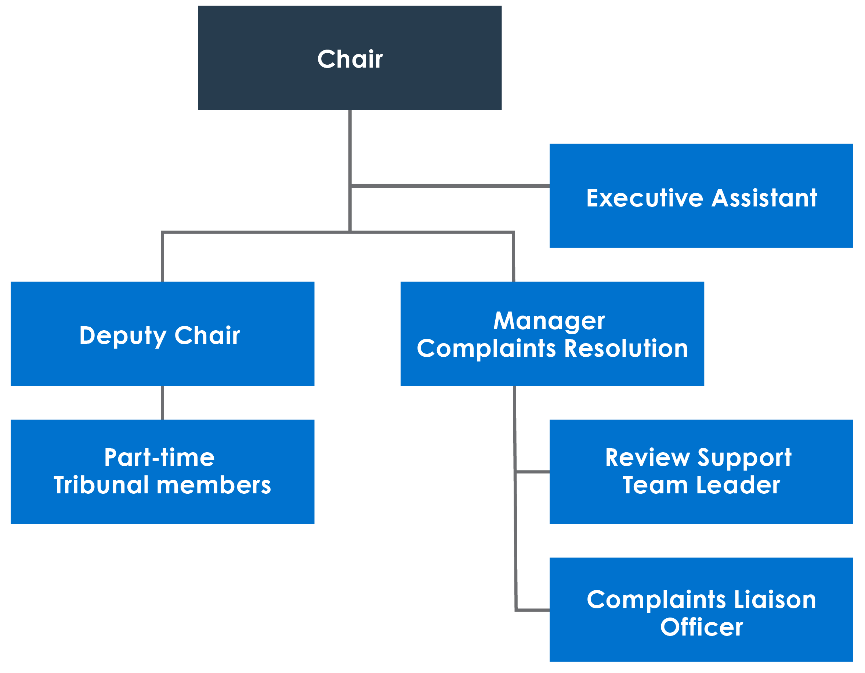 Chair
Executive Assistant
Deputy Chair
Manager
Complaints Resolution
Part-time
Tribunal members
Review Support
Team Leader
Complaints Liaison
Officer